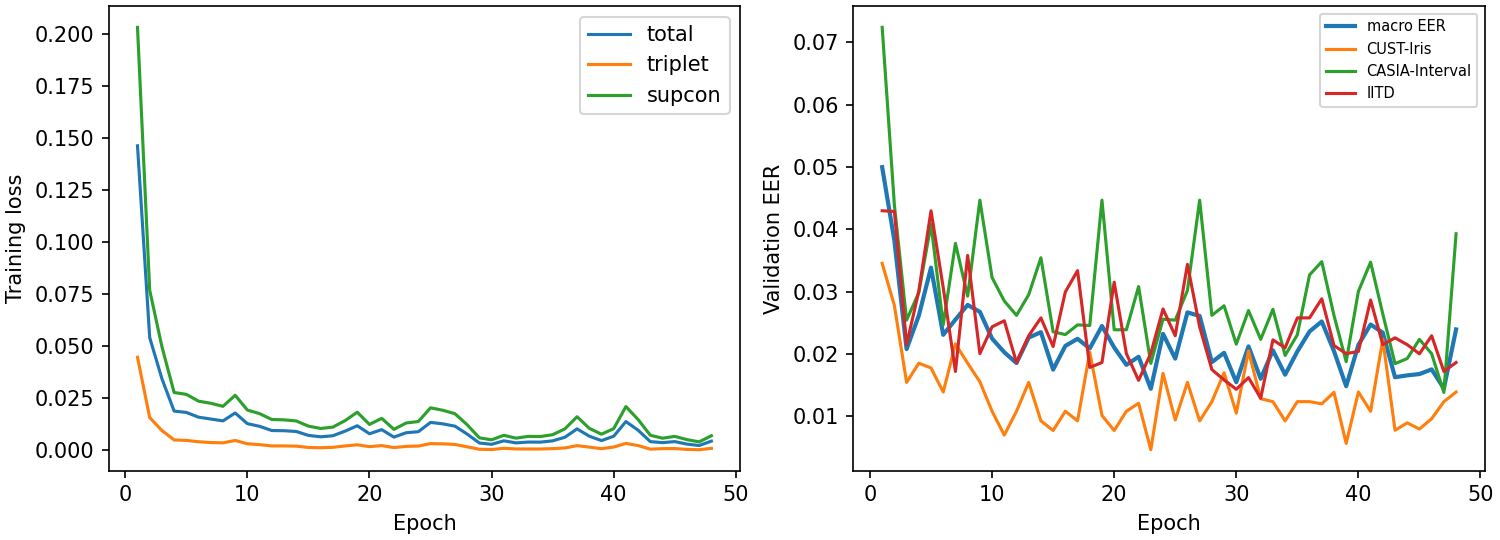 0.200
0.175
0.150
0.125
0.100
0.075
0.050
0.025
0.000
Training loss
0
10
20
30
40
50
Epoch
total
triplet
supcon
0.07
0.06
0.05
0.04
0.03
0.02
0.01
Validation EER
0
10
20
30
40
50
Epoch
macro EER
CUST-Iris
CASIA-Interval
IITD